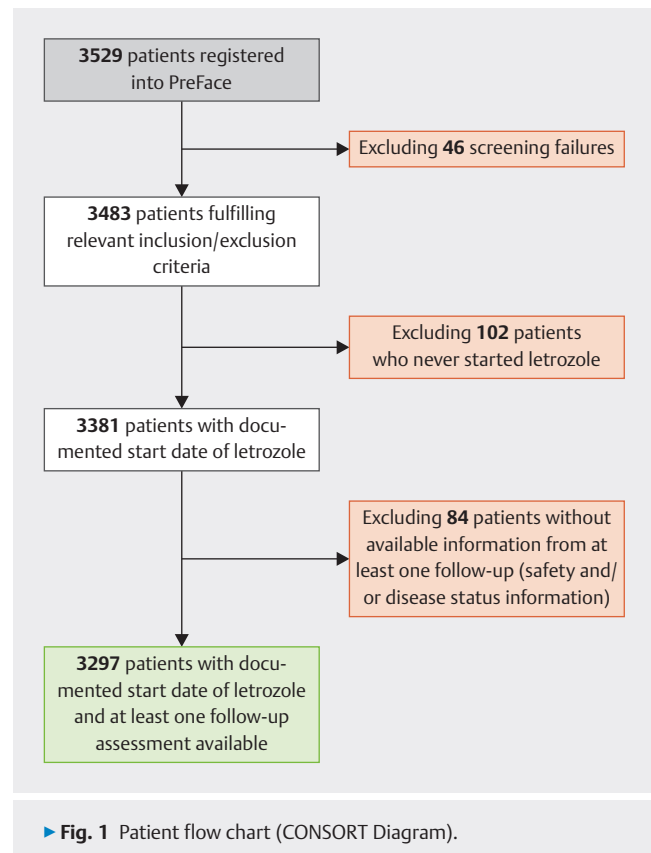 3529 patients registered
into PreFace
Excluding 46 screening failures
3483 patients fulfilling
relevant inclusion/exclusion
criteria
Excluding 102 patients
who never started letrozole
3381 patients with docu-
mented start date of letrozole
Excluding 84 patients without
available information from at
least one follow-up (safety and/
or disease status information)
3297 patients with docu-
mented start date of letrozole
and at least one follow-up
assessment available
▶ Fig. 1 Patient flow chart (CONSORT Diagram).